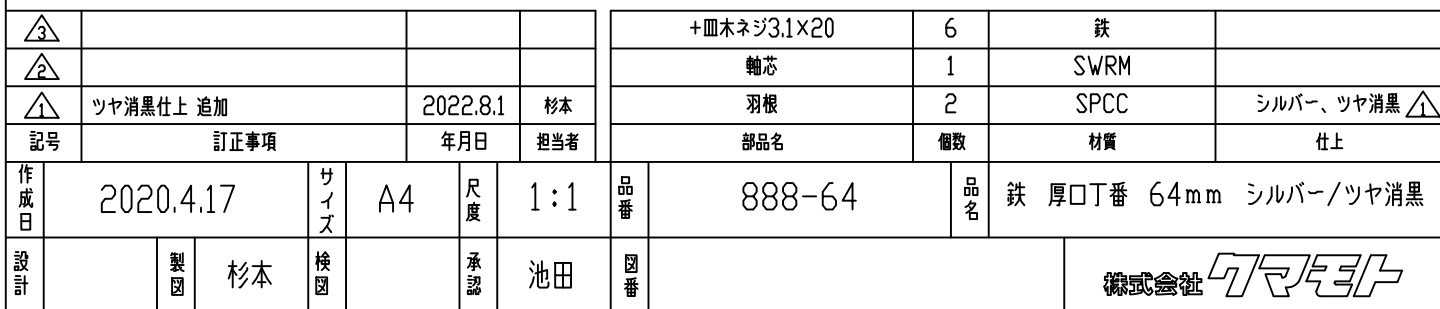 3 +皿木ネジ3.1×20 6 鉄
2 軸芯 1 SWRM
1 ツヤ消黒仕上 追加 2022.8.1 杉本 羽根 2 SPCC シルバー、ツヤ消黒 1
記号 訂正事項 年月日 担当者 部品名 個数 材質 仕上
作成日 2020.4.17 サイズ A4 尺度 1:1 品番 888-64 品名 鉄 厚口丁番 64mm シルバー/ツヤ消黒
設計 製図 杉本 検図 承認 池田 図番 株式会社クマモト